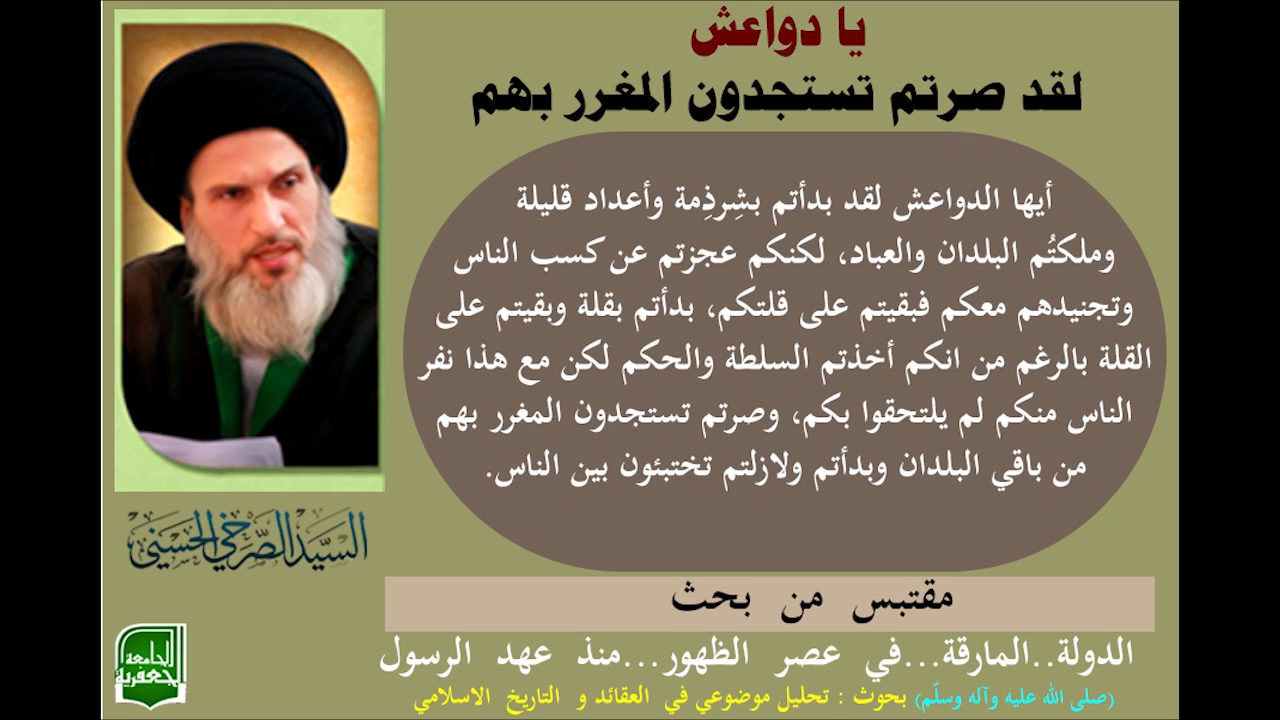 يا دواعش
لقد صرتم تستجدون المغرر بهم
أيها الدواعش لقد بدأتم بشِرذِمة وأعداد قليلة
وملكتُم البلدان والعباد، لكنكم عجزتم عن كسب الناس
وتجنيدهم معكم فبقيتم على قلتكم، بدأتم بقلة وبقيتم على
القلة بالرغم من انكم أخذتم السلطة والحكم لكن مع هذا نفر
الناس منكم لم يلتحقوا بكم، وصرتم تستجدون المغرر بهم
من باقي البلدان وبدأتم ولازلتم تختبئون بين الناس.
السَّيِّد الصَّرخي الحسني
مقتبس من بحث
الدولة..المارقة...في عصر الظهور...منذ عهد الرسول
(صلى الله عليه وآله وسلّم) بحوث : تحليل موضوعي في العقائد و التاريخ الاسلامي
الجامعة
الجعفرية